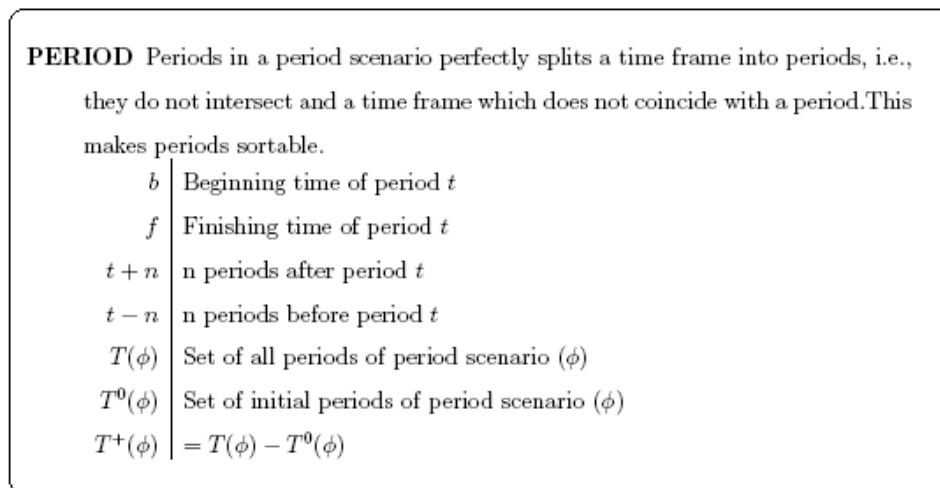 PERIOD Periods in a period scenario perfectly splits a time frame into periods, i.e.,
they do not intersect and a time frame which does not coincide with a period.This
makes periods sortable.
b Beginning time of period t
f Finishing time of period t
t + n n periods after period t
t − n n periods before period t
T(ϕ) Set of all periods of period scenario (ϕ)
T⁰(ϕ) Set of initial periods of period scenario (ϕ)
T⁺(ϕ) = T(ϕ) − T⁰(ϕ)